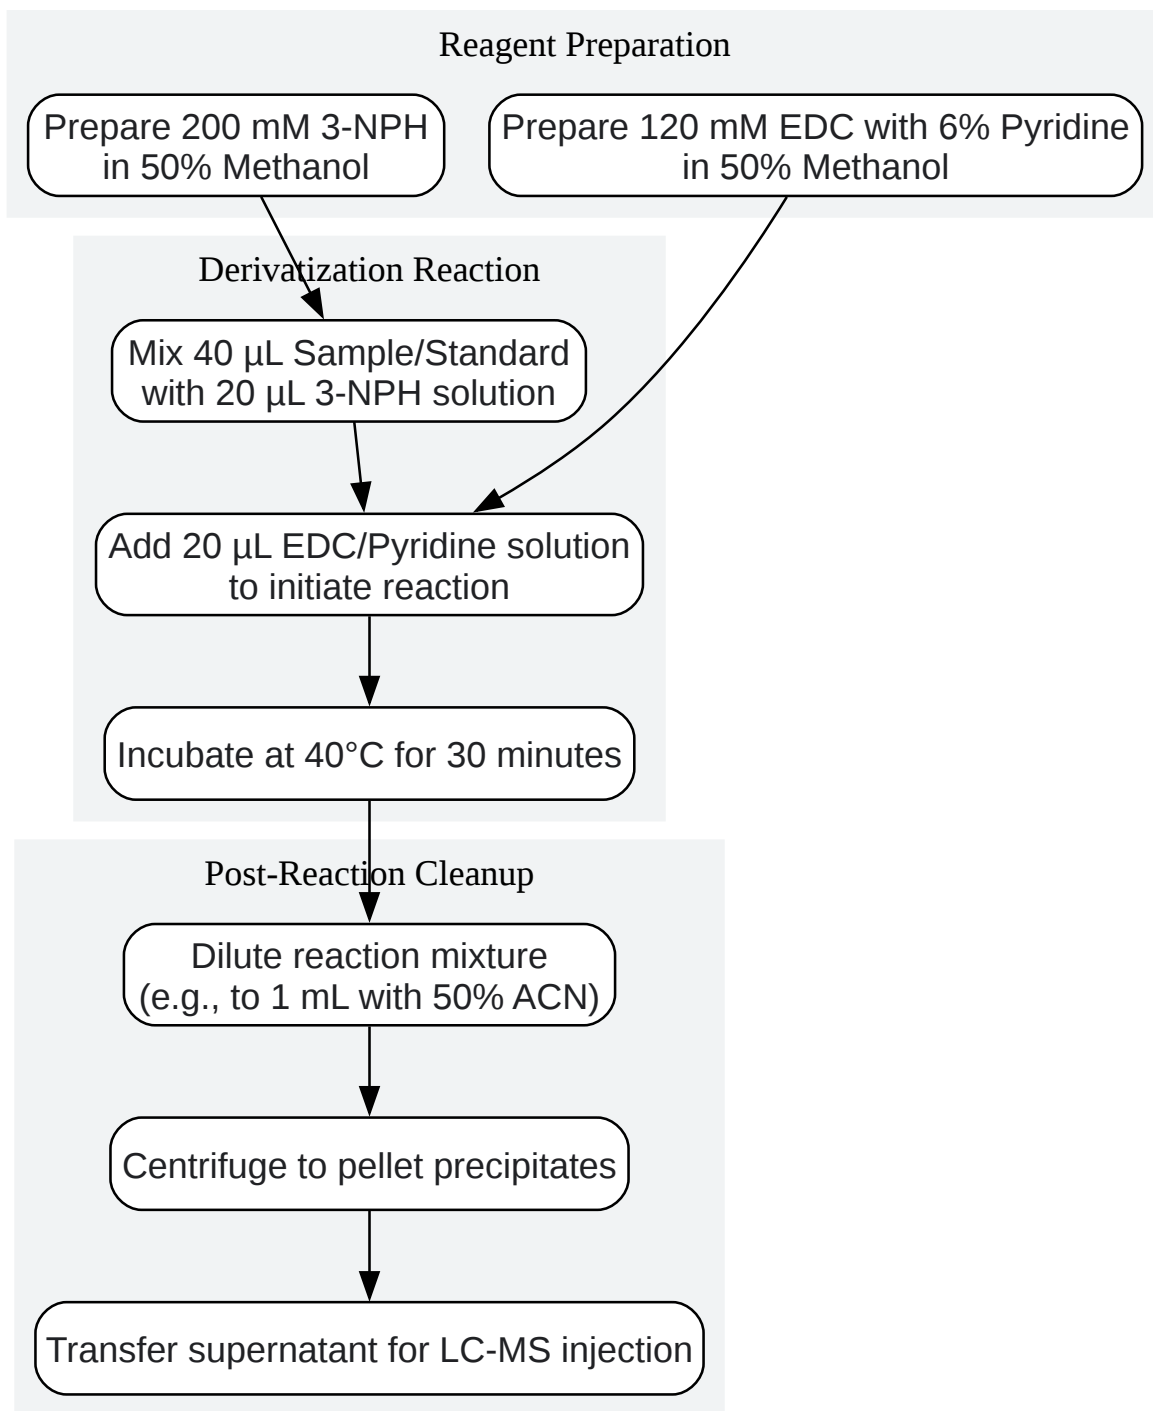 Reagent Preparation
Prepare 200 mM 3-NPH
in 50% Methanol
Prepare 120 mM EDC with 6% Pyridine
in 50% Methanol
Derivatization Reaction
Mix 40 µL Sample/Standard
with 20 µL 3-NPH solution
Add 20 µL EDC/Pyridine solution
to initiate reaction
Incubate at 40°C for 30 minutes
Post-Reaction Cleanup
Dilute reaction mixture
(e.g., to 1 mL with 50% ACN)
Centrifuge to pellet precipitates
Transfer supernatant for LC-MS injection